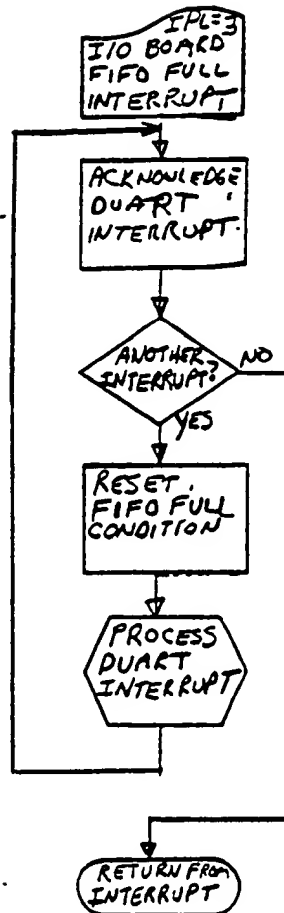 IPL=3
I/O BOARD
FIFO FULL
INTERRUPT
ACKNOWLEDGE
DUART
INTERRUPT.
ANOTHER
INTERRUPT?
NO
YES
RESET
FIFO FULL
CONDITION
PROCESS
DUART
INTERRUPT
RETURN FROM
INTERRUPT